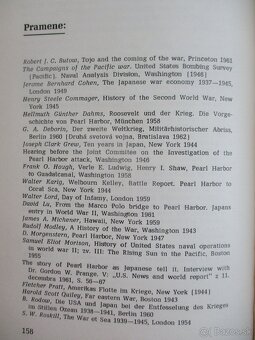 Pramene:
Robert J. C. Butow, Tojo and the coming of the war, Princeton 1961
The Campaigns of the Pacific war. United States Bombing Survey
(Pacific). Naval Analysis Division, Washington [1946]
Jerome Bernhard Cohen, The Japanese war economy 1937—1945,
London 1949
Henry Steele Commager, History of the Second World War, New
York 1945
Hellmuth Günther Dahms, Roosevelt und der Krieg. Die Vorge-
schichte von Pearl Harbor, München 1958
G. A. Deborin, Der zweite Weltkrieg, Militärhistorischer Abriss,
Berlin 1960 (Druhá svetová vojna, Bratislava 1962)
Joseph Clark Grew, Ten years in Japan, New York 1944
Hearing before the Joint Committee on the Investigation of the
Pearl Harbor attack, Washington 1946
Frank O. Hough, Verle E. Ludwig, Henry I. Shaw, Pearl Harbor
to Guadalcanal, Washington 1958
Walter Karig, Welbourn Kelley, Battle Report. Pearl Harbor to
Coral Sea, New York 1944
Walter Lord, Day of Infamy, London 1959
David Lu, From the Marco Polo bridge to Pearl Harbor. Japans
entry in World War II, Washington 1961
James A. Michener, Hawaii, New York 1959
Rudolf Modley, A History of the War, Washington 1943
D. Morgenstern, Pearl Harbor, New York 1947
Samuel Eliot Morison, History of United States naval operations
in world war II; zv. III: The Rising Sun in the Pacific, Boston
1955
The story of Pearl Harbor as Japanese tell II. Interview with
Dr. Gordon W. Prange. V: „U.S. News and world report" z 11.
decembra 1961, S. 56—67
Fletcher Pratt, Amerikas Flotte im Kriege, New York [1944]
Harold Scott Quiley, Far eastern War, Boston 1943
B. Rodow, Die USA und Japan bei der Entfesselung des Krieges
im Stillen Ozean 1938—1941, Berlin 1960
S. W. Roskill, The War at Sea 1939—1945, London 1954
158